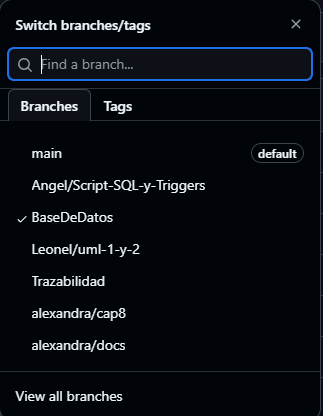 Switch branches/tags
Find a branch...
Branches Tags
main default
Angel/Script-SQL-y-Triggers
BaseDeDatos
Leonel/uml-1-y-2
Trazabilidad
alexandra/cap8
alexandra/docs
View all branches